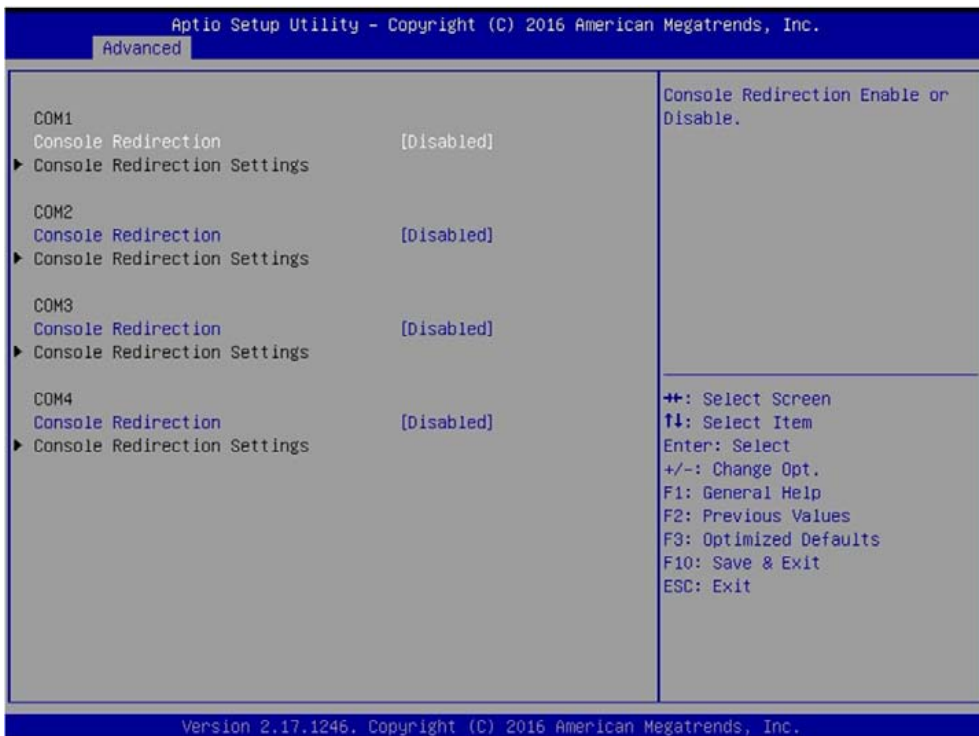 Aptio Setup Utility – Copyright (C) 2016 American Megatrends, Inc.
Advanced
COM1
Console Redirection [Disabled]
▶ Console Redirection Settings
COM2
Console Redirection [Disabled]
▶ Console Redirection Settings
COM3
Console Redirection [Disabled]
▶ Console Redirection Settings
COM4
Console Redirection [Disabled]
▶ Console Redirection Settings
Console Redirection Enable or
Disable.
→←: Select Screen
↑↓: Select Item
Enter: Select
+/-: Change Opt.
F1: General Help
F2: Previous Values
F3: Optimized Defaults
F10: Save & Exit
ESC: Exit
Version 2.17.1246. Copyright (C) 2016 American Megatrends, Inc.